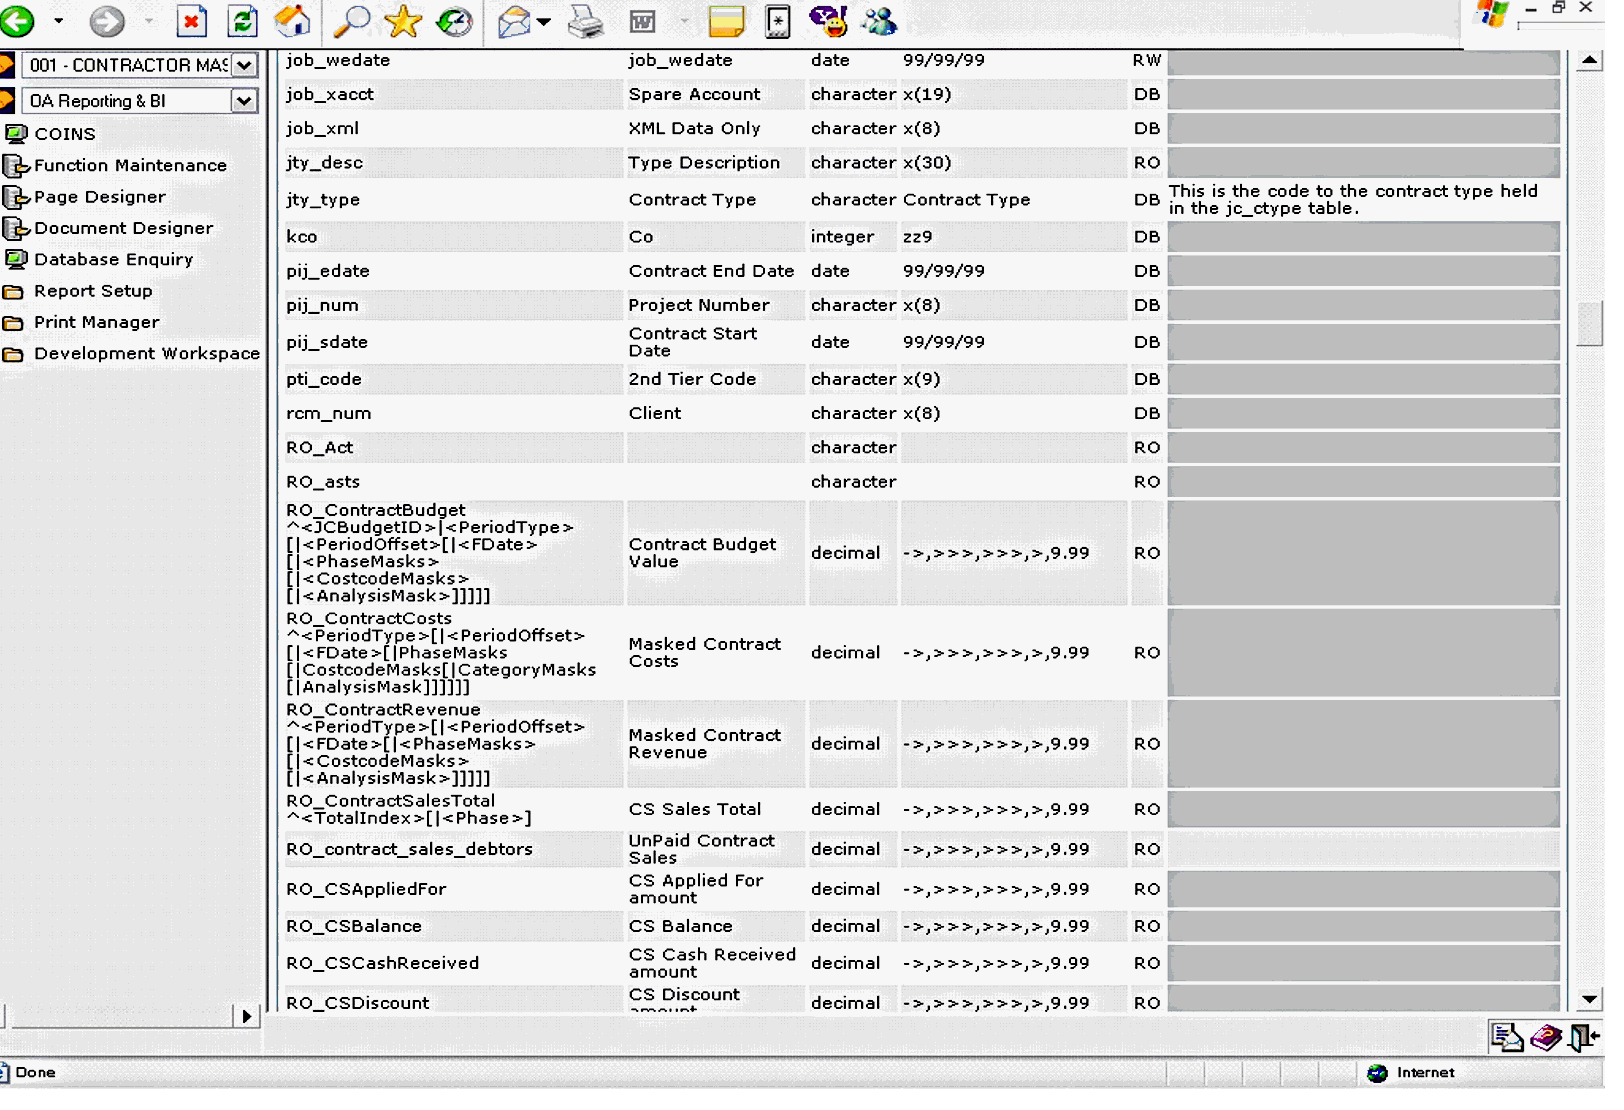 job_wedate job_wedate date 99/99/99 RW
001 - CONTRACTOR MAS
job_xacct Spare Account character x(19) DB
OA Reporting & BI
job_xml XML Data Only character x(8) DB
COINS
jty_desc Type Description character x(30) RO
Function Maintenance
jty_type Contract Type character Contract Type DB This is the code to the contract type held
in the jc_ctype table.
Page Designer
Document Designer
kco Co integer zz9 DB
Database Enquiry
pij_edate Contract End Date date 99/99/99 DB
Report Setup
pij_num Project Number character x(8) DB
Print Manager
pij_sdate Contract Start
Date date 99/99/99 DB
Development Workspace
pti_code 2nd Tier Code character x(9) DB
rcm_num Client character x(8) DB
RO_Act character RO
RO_asts character RO
RO_ContractBudget
^<JCBudgetID>|<PeriodType>
[|<PeriodOffset>[|<FDate>
[|<PhaseMasks>
[|<CostcodeMasks>
[|<AnalysisMask>]]]]]
Contract Budget
Value decimal ->,>>>,>>>,>,9.99 RO
RO_ContractCosts
^<PeriodType>[|<PeriodOffset>
[|<FDate>[|PhaseMasks
[|CostcodeMasks[|CategoryMasks
[|AnalysisMask]]]]]]
Masked Contract
Costs decimal ->,>>>,>>>,>,9.99 RO
RO_ContractRevenue
^<PeriodType>[|<PeriodOffset>
[|<FDate>[|<PhaseMasks>
[|<CostcodeMasks>
[|<AnalysisMask>]]]]]
Masked Contract
Revenue decimal ->,>>>,>>>,>,9.99 RO
RO_ContractSalesTotal
^<TotalIndex>[|<Phase>]
CS Sales Total decimal ->,>>>,>>>,>,9.99 RO
RO_contract_sales_debtors UnPaid Contract
Sales decimal ->,>>>,>>>,>,9.99 RO
RO_CSAppliedFor CS Applied For
amount decimal ->,>>>,>>>,>,9.99 RO
RO_CSBalance CS Balance decimal ->,>>>,>>>,>,9.99 RO
RO_CSCashReceived CS Cash Received
amount decimal ->,>>>,>>>,>,9.99 RO
RO_CSDiscount CS Discount
amount decimal ->,>>>,>>>,>,9.99 RO
Done
Internet